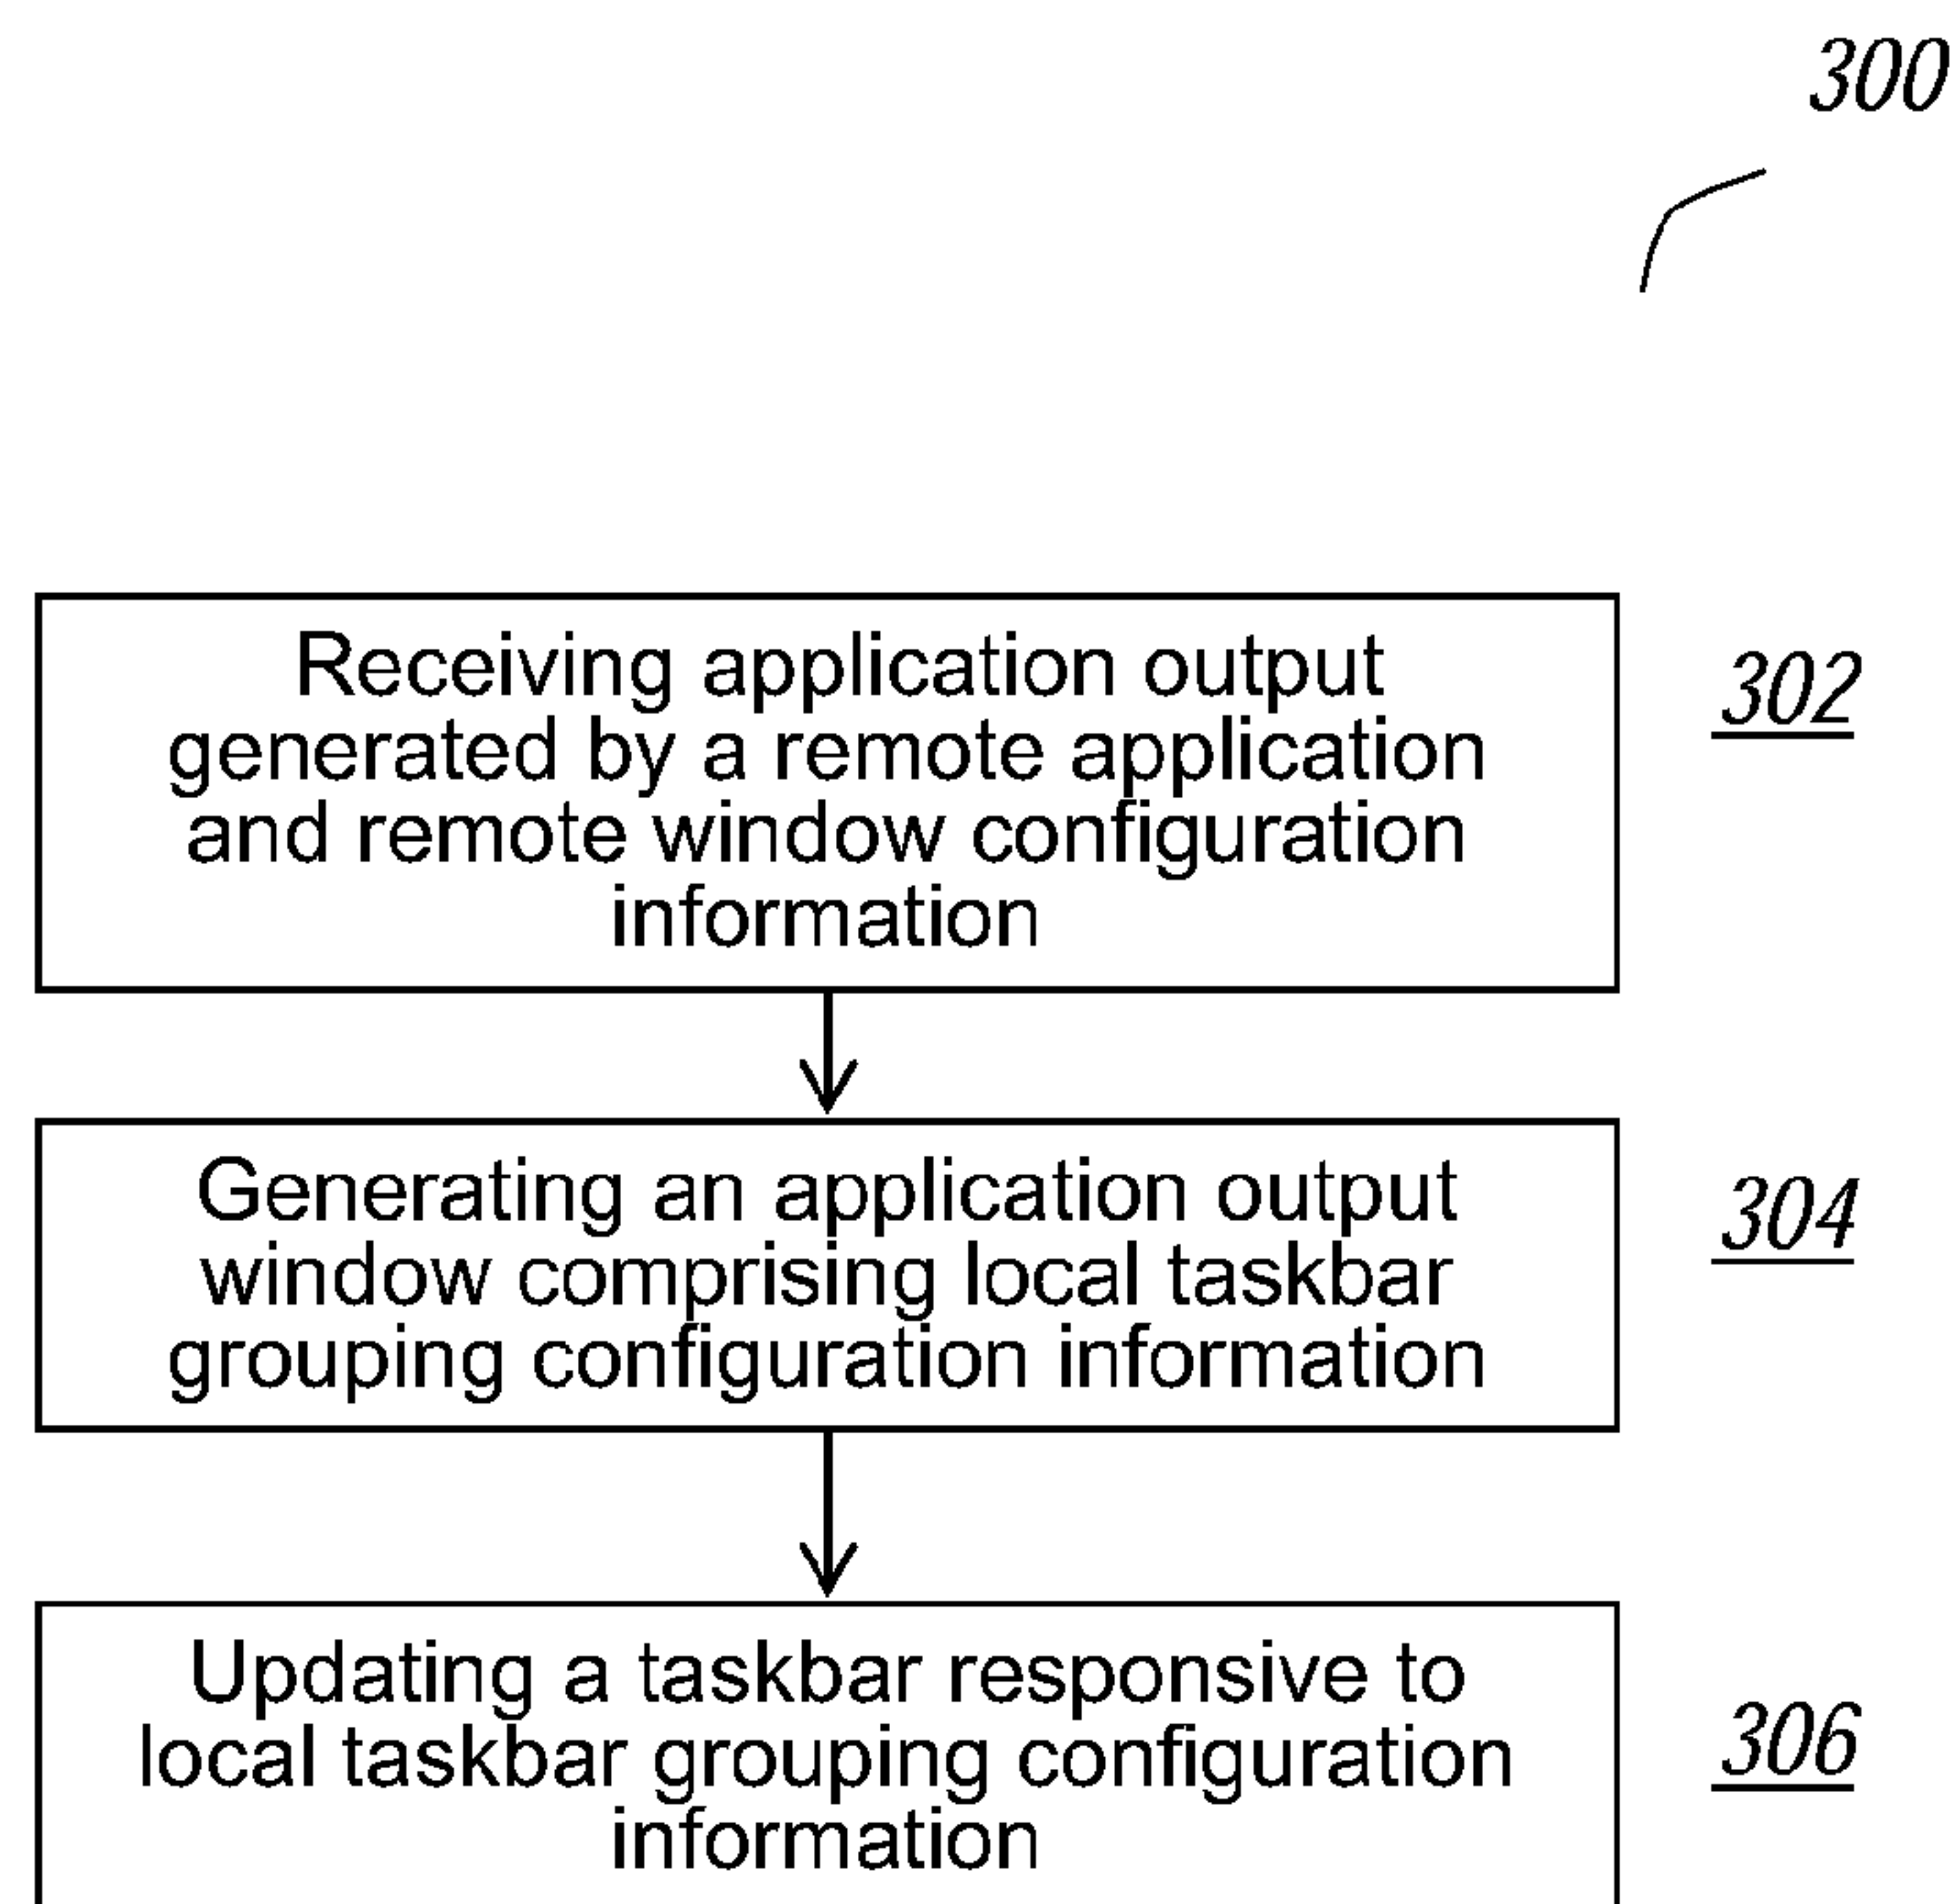 300
Receiving application output
generated by a remote application
and remote window configuration
information
302
Generating an application output
window comprising local taskbar
grouping configuration information
304
Updating a taskbar responsive to
local taskbar grouping configuration
information
306